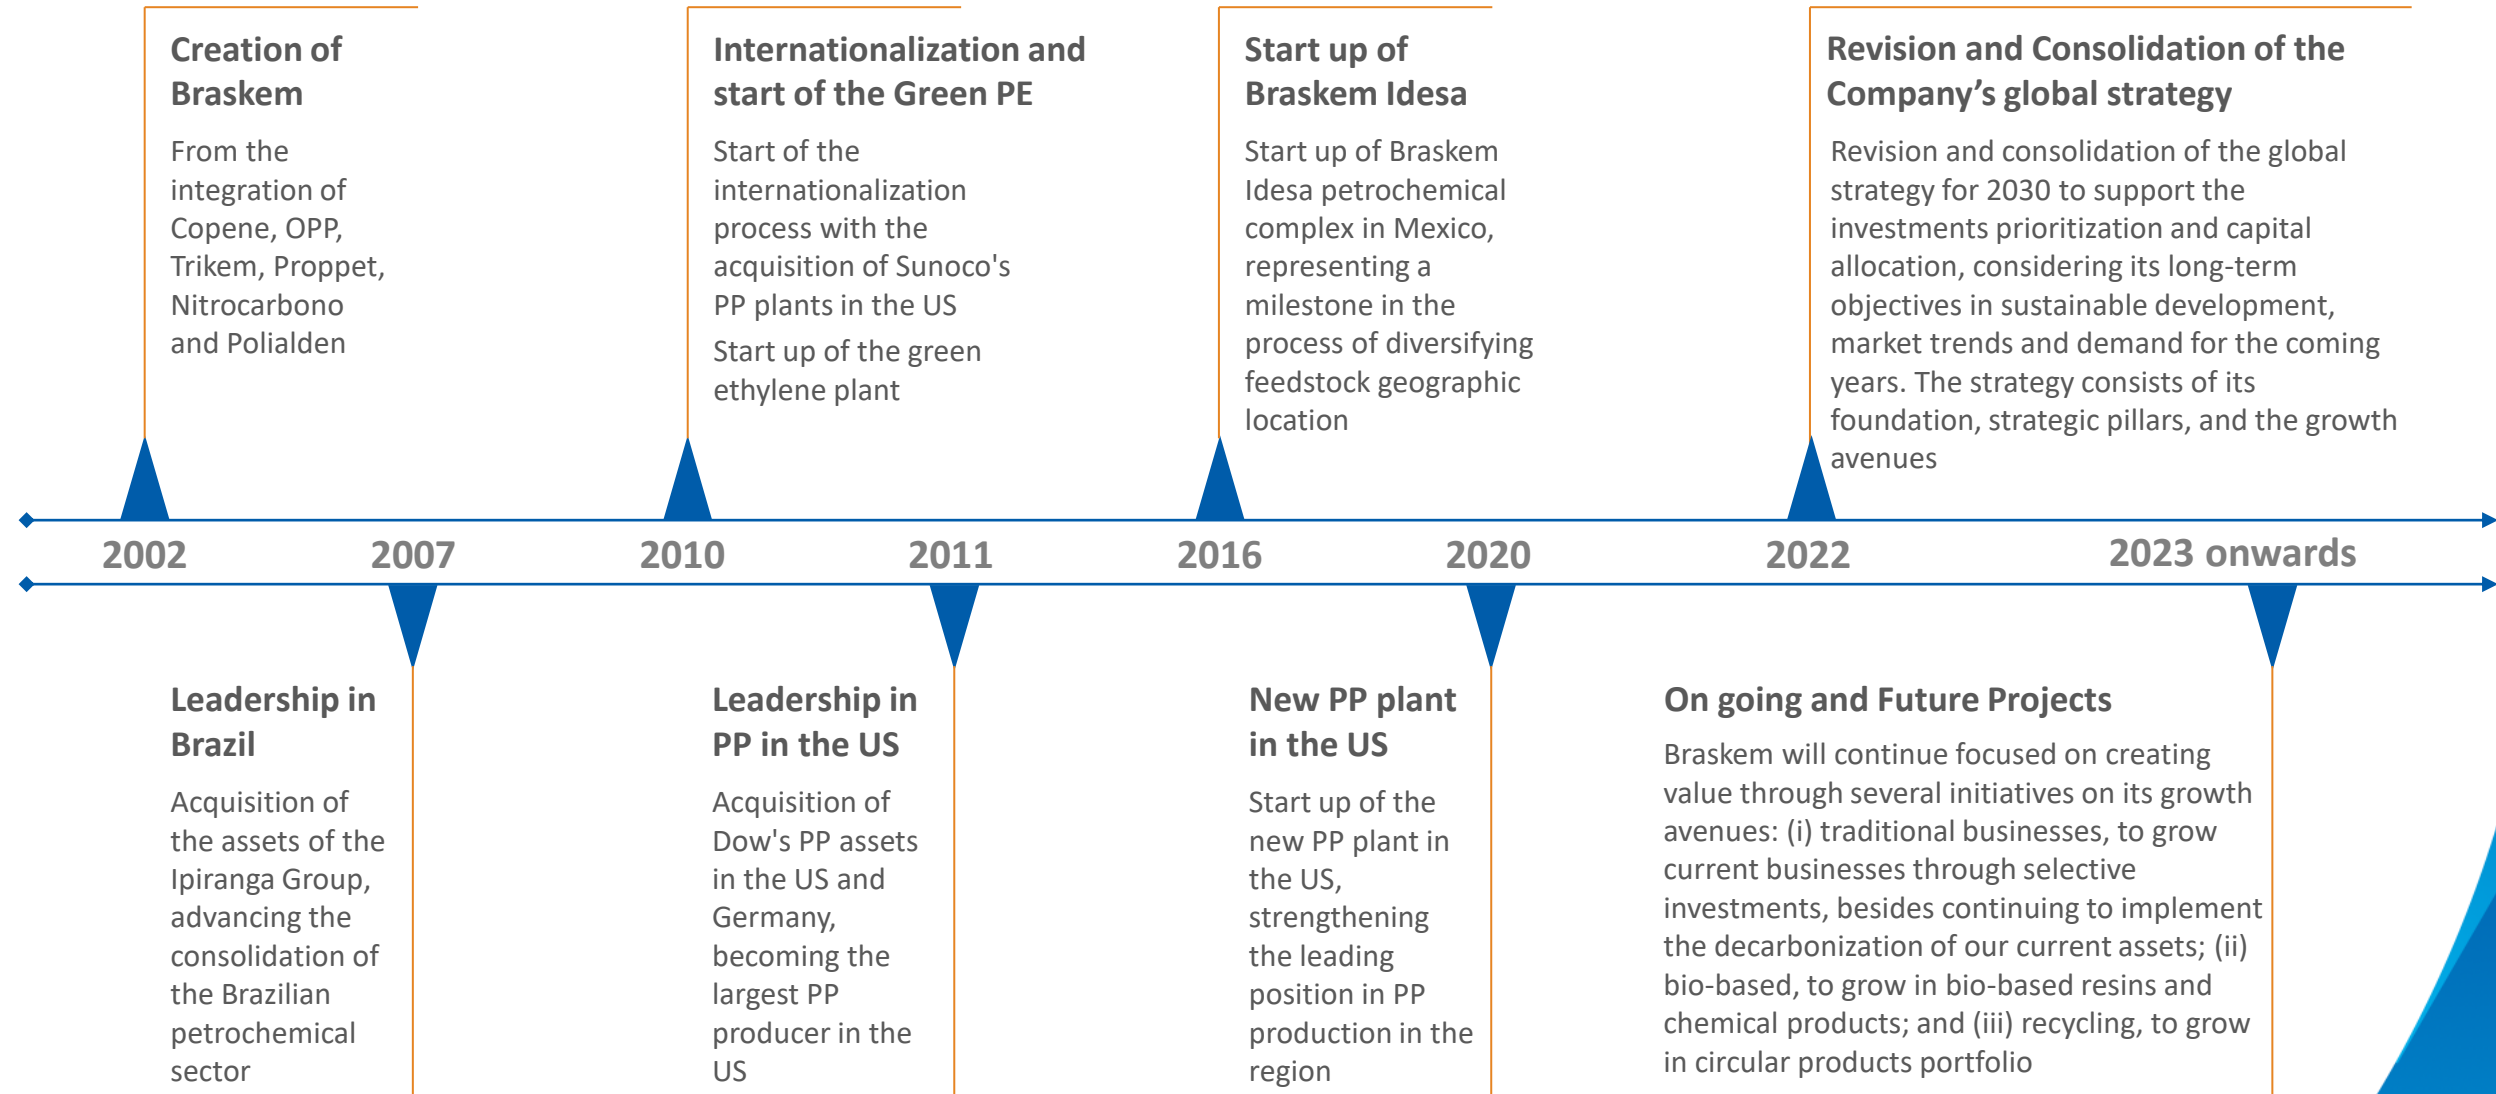 Creation of
Braskem
From the
integration of
Copene, OPP,
Trikem, Proppet,
Nitrocarbono
and Polialden
Internationalization and
start of the Green PE
Start of the
internationalization
process with the
acquisition of Sunoco's
PP plants in the US
Start up of the green
ethylene plant
Start up of
Braskem Idesa
Start up of Braskem
Idesa petrochemical
complex in Mexico,
representing a
milestone in the
process of diversifying
feedstock geographic
location
Revision and Consolidation of the
Company’s global strategy
Revision and consolidation of the global
strategy for 2030 to support the
investments prioritization and capital
allocation, considering its long-term
objectives in sustainable development,
market trends and demand for the coming
years. The strategy consists of its
foundation, strategic pillars, and the growth
avenues
2002 2007 2010 2011 2016 2020 2022 2023 onwards
Leadership in
Brazil
Acquisition of
the assets of the
Ipiranga Group,
advancing the
consolidation of
the Brazilian
petrochemical
sector
Leadership in
PP in the US
Acquisition of
Dow's PP assets
in the US and
Germany,
becoming the
largest PP
producer in the
US
New PP plant
in the US
Start up of the
new PP plant in
the US,
strengthening
the leading
position in PP
production in the
region
On going and Future Projects
Braskem will continue focused on creating
value through several initiatives on its growth
avenues: (i) traditional businesses, to grow
current businesses through selective
investments, besides continuing to implement
the decarbonization of our current assets; (ii)
bio-based, to grow in bio-based resins and
chemical products; and (iii) recycling, to grow
in circular products portfolio